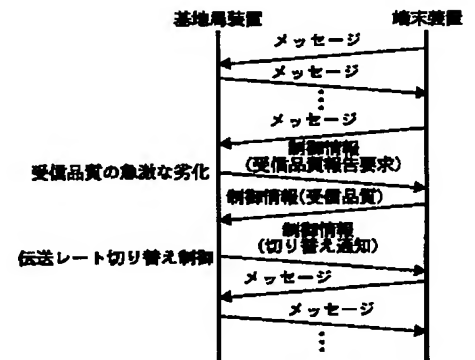 基地局装置
端末装置
メッセージ
メッセージ
メッセージ
制御情報
(受信品質報告要求)
受信品質の急激な劣化
制御情報(受信品質)
制御情報
(切り替え通知)
伝送レート切り替え制御
メッセージ
メッセージ